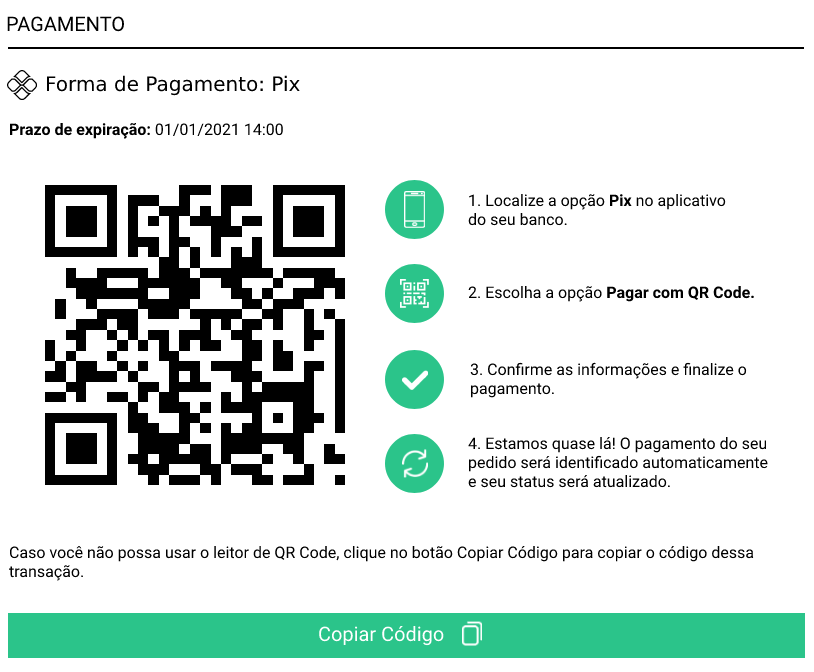 PAGAMENTO
Forma de Pagamento: Pix
Prazo de expiração: 01/01/2021 14:00
1. Localize a opção Pix no aplicativo
do seu banco.
2. Escolha a opção Pagar com QR Code.
3. Confirme as informações e finalize o
pagamento.
4. Estamos quase lá! O pagamento do seu
pedido será identificado automaticamente
e seu status será atualizado.
Caso você não possa usar o leitor de QR Code, clique no botão Copiar Código para copiar o código dessa
transação.
Copiar Código